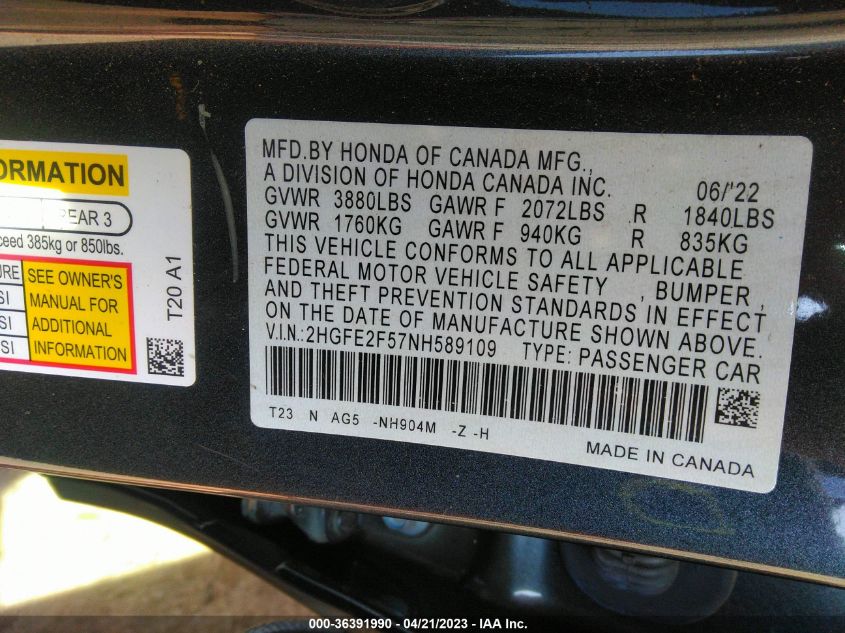 ORMATION
REAR 3
ceed 385kg or 850lbs.
SEE OWNER'S
MANUAL FOR
ADDITIONAL
INFORMATION
SI
SI
SI
T20 A1
MFD.BY HONDA OF CANADA MFG.,
A DIVISION OF HONDA CANADA INC. 06/'22
GVWR 3880LBS GAWR F 2072LBS R 1840LBS
GVWR 1760KG GAWR F 940KG R 835KG
THIS VEHICLE CONFORMS TO ALL APPLICABLE
FEDERAL MOTOR VEHICLE SAFETY , BUMPER ,
AND THEFT PREVENTION STANDARDS IN EFFECT
ON THE DATE OF MANUFACTURE SHOWN ABOVE.
V.I.N.:2HGFE2F57NH589109 TYPE: PASSENGER CAR
T23 N AG5 -NH904M -Z -H
MADE IN CANADA
000-36391990 - 04/21/2023 - IAA Inc.